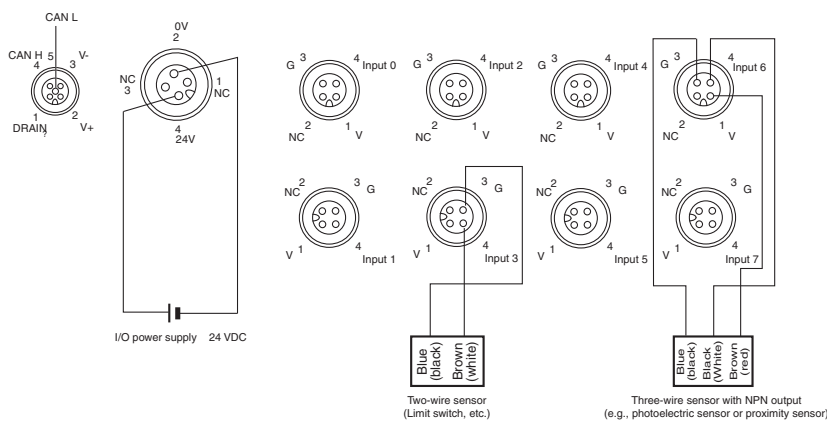 CAN L
CAN H 5 V-
4 3
1 2
DRAIN V+
?
0V
2
NC
3
1
NC
4
24V
I/O power supply 24 VDC
G 3 4 Input 0
NC 2 1 V
G 3 4 Input 2
NC 2 1 V
G 3 4 Input 4
NC 2 1 V
G 3 4 Input 6
NC 2 1 V
NC 2 3 G
V 1 4 Input 1
NC 2 3 G
V 1 4 Input 3
NC 2 3 G
V 1 4 Input 5
NC 2 3 G
V 1 4 Input 7
Blue
(black)
Brown
(white)
Two-wire sensor
(Limit switch, etc.)
Blue
(black)
Black
(White)
Brown
(red)
Three-wire sensor with NPN output
(e.g., photoelectric sensor or proximity sensor)